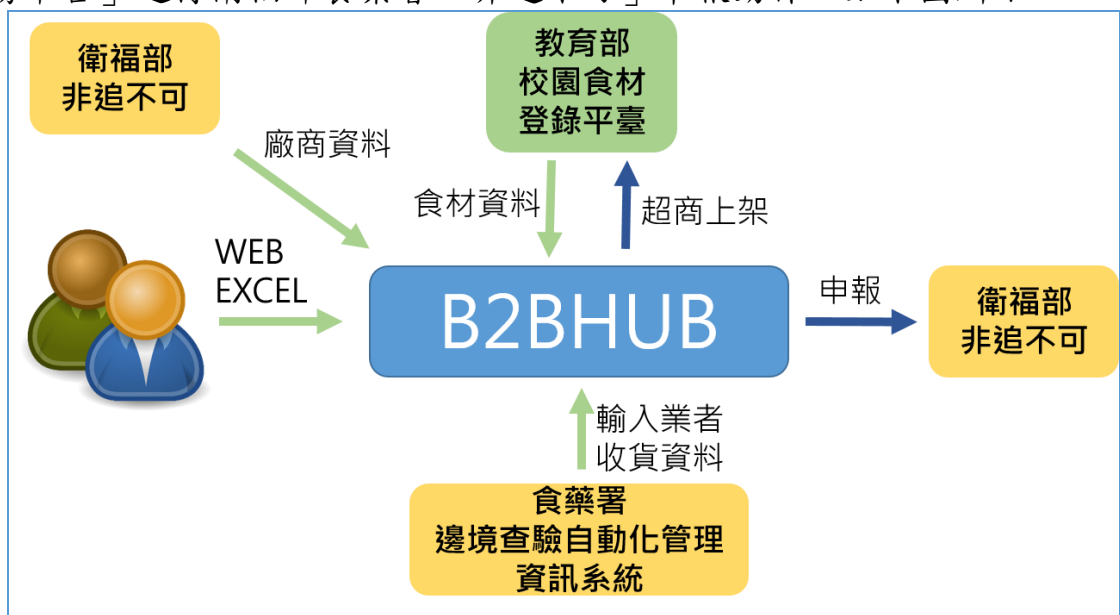 衛福部
非追不可
教育部
校園食材
登錄平臺
廠商資料
食材資料
超商上架
WEB
EXCEL
B2BHUB
申報
衛福部
非追不可
輸入業者
收貨資料
食藥署
邊境查驗自動化管理
資訊系統